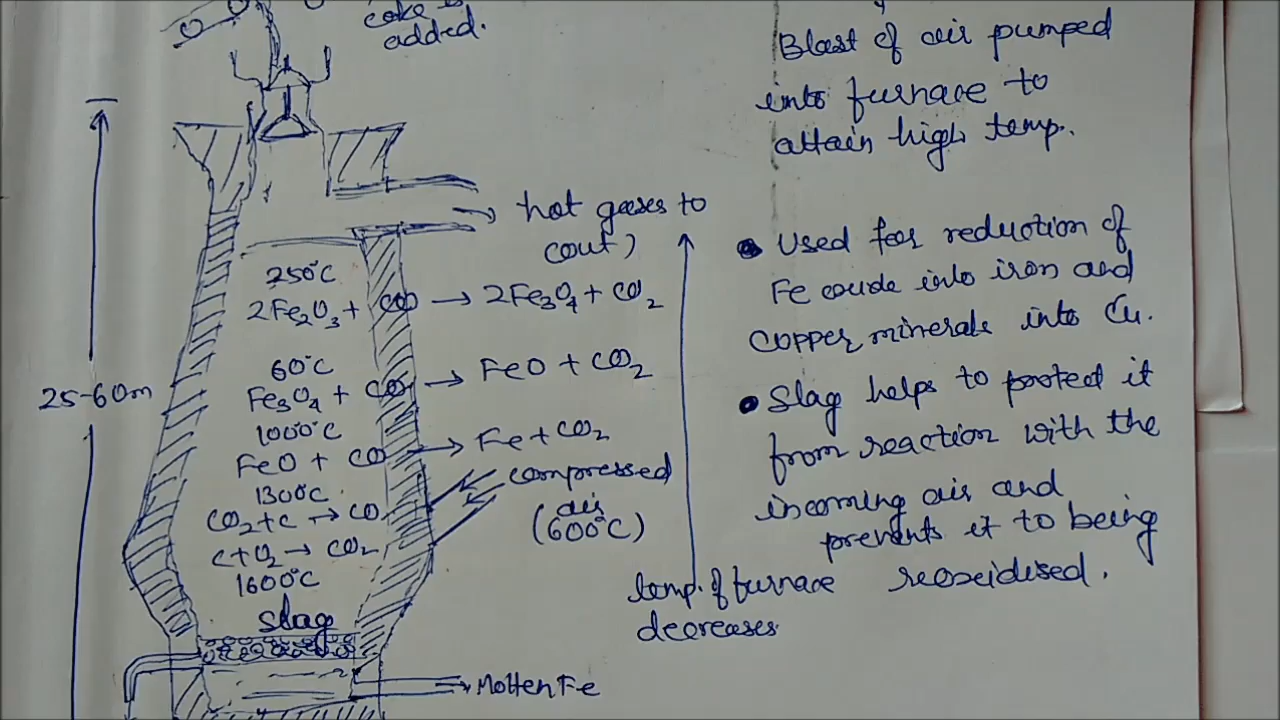 coke is
added.
Blast of air pumped
into furnace to
attain high temp.
25-60m
hot gases to
(out)
250°C
2Fe₂O₃ + CO → 2Fe₃O₄ + CO₂
60°C
Fe₃O₄ + CO → FeO + CO₂
1000°C
FeO + CO → Fe + CO₂
1300°C
CO₂ + C → CO
C + O₂ → CO₂
1600°C
slag
compressed
air
(600°C)
temp. of furnace
decreases
Molten Fe
• Used for reduction of
Fe oxide into iron and
copper minerals into Cu.
• Slag helps to protect it
from reaction with the
incoming air and
prevents it to being
reoxidised.